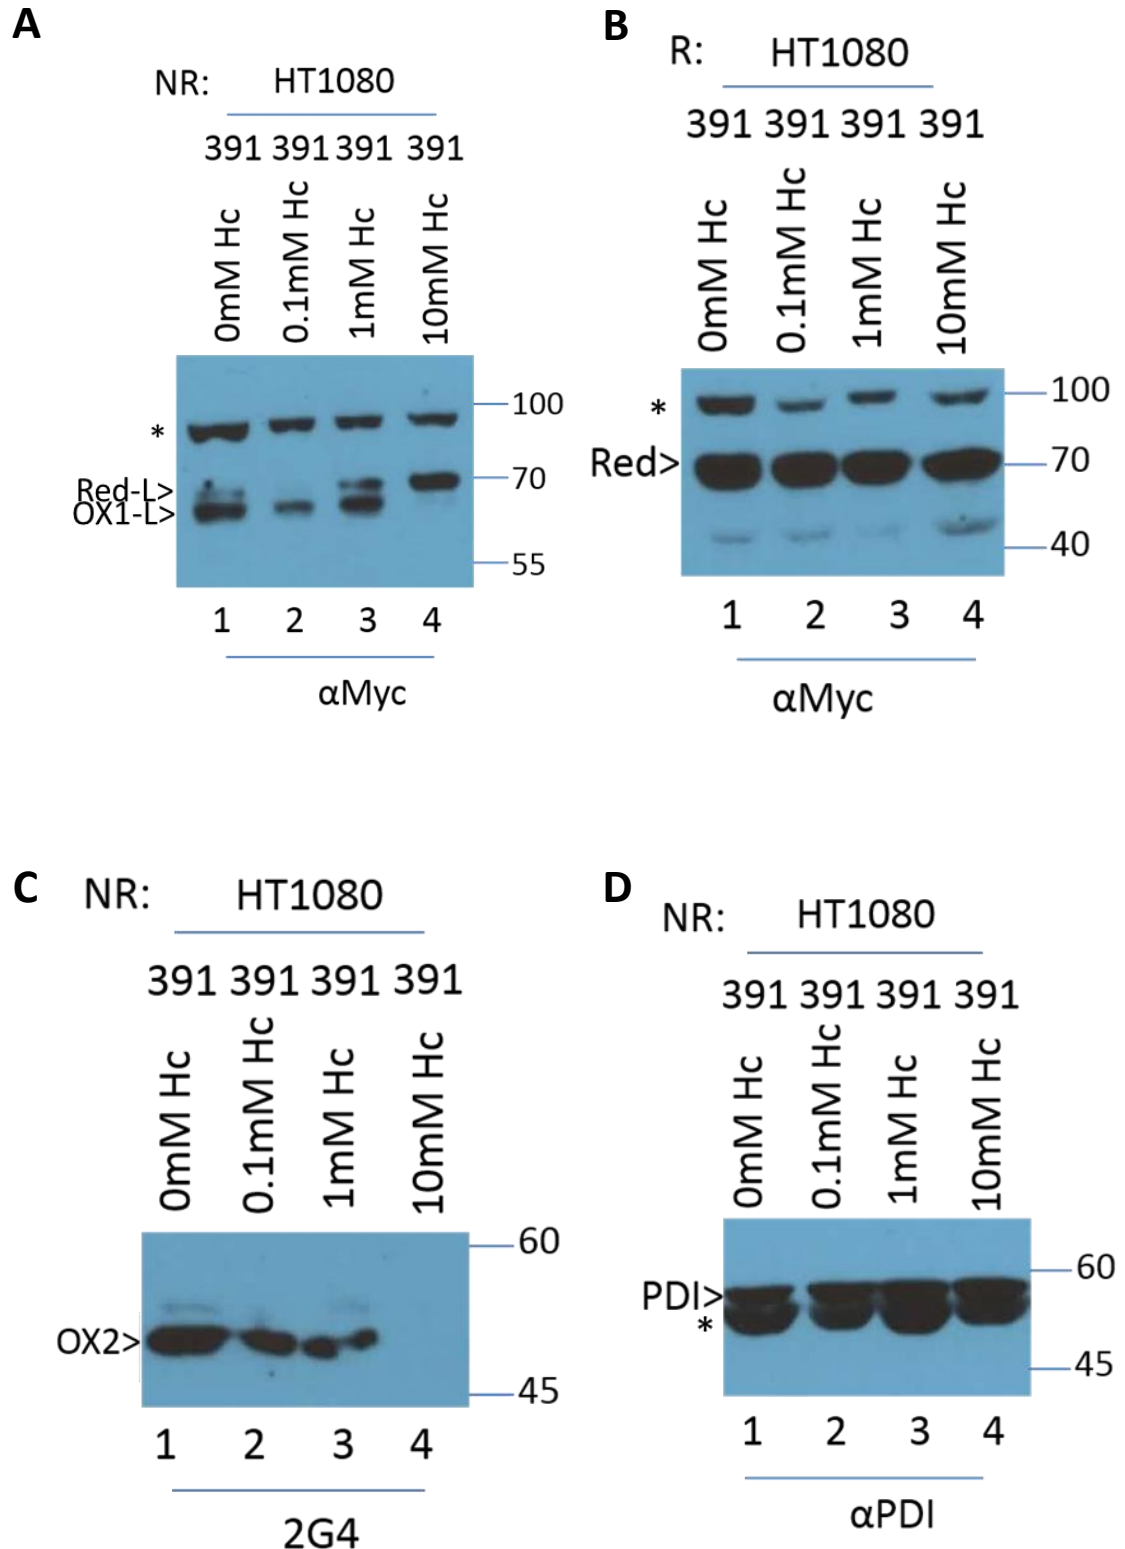 A
NR: HT1080
391 391 391 391
0mM Hc 0.1mM Hc 1mM Hc 10mM Hc
100
*
70
Red-L>
OX1-L>
55
1 2 3 4
αMyc
B
R: HT1080
391 391 391 391
0mM Hc 0.1mM Hc 1mM Hc 10mM Hc
100
*
Red> 70
40
1 2 3 4
αMyc
C
NR: HT1080
391 391 391 391
0mM Hc 0.1mM Hc 1mM Hc 10mM Hc
60
OX2>
45
1 2 3 4
2G4
D
NR: HT1080
391 391 391 391
0mM Hc 0.1mM Hc 1mM Hc 10mM Hc
60
PDI>
*
45
1 2 3 4
αPDI